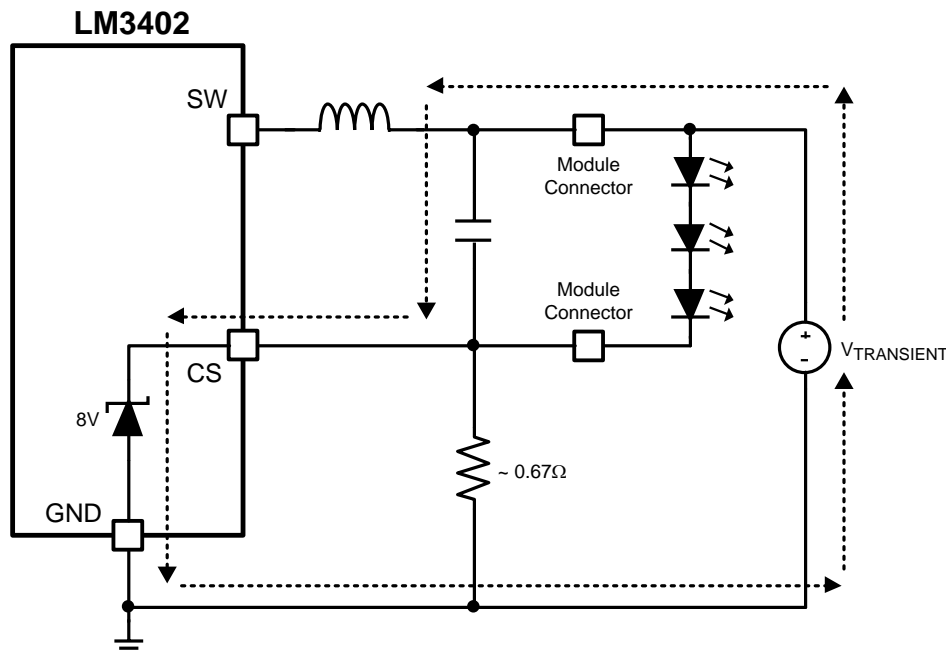 LM3402
SW
Module
Connector
Module
Connector
+
-
VTRANSIENT
CS
8V
~ 0.67Ω
GND